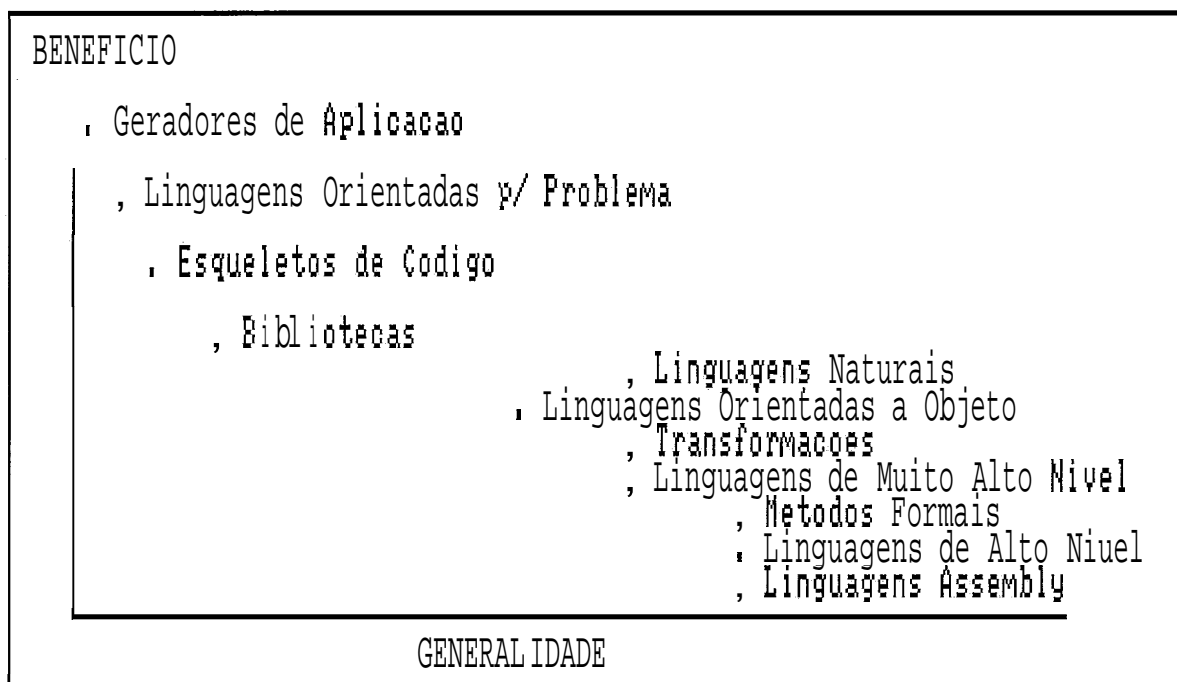 BENEFICIO
. Geradores de Aplicacao
, Linguagens Orientadas p/ Problema
. Esqueletos de Codigo
, Bibliotecas
, Linguagens Naturais
. Linguagens Orientadas a Objeto
, Transformacoes
, Linguagens de Muito Alto Nivel
, Metodos Formais
. Linguagens de Alto Niuel
, Linguagens Assembly
GENERALIDADE